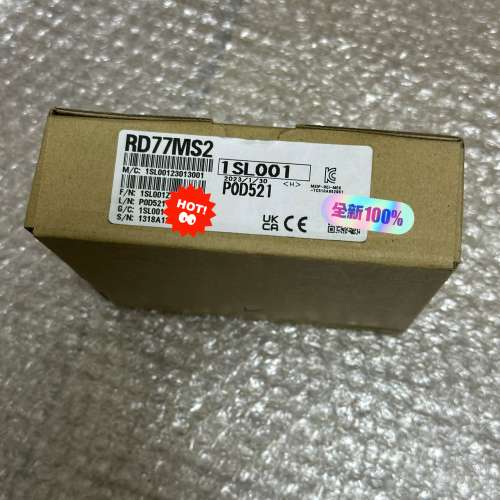 RD77MS2
M/C: 1SL00123013001
1SL001
2023/1/30 <H>
P0D521
F/N: 1SL0012
L/N: P0D521
G/C: 1SL001
S/N: 1318A1
HOT!
UK
CA
CE
全新100%